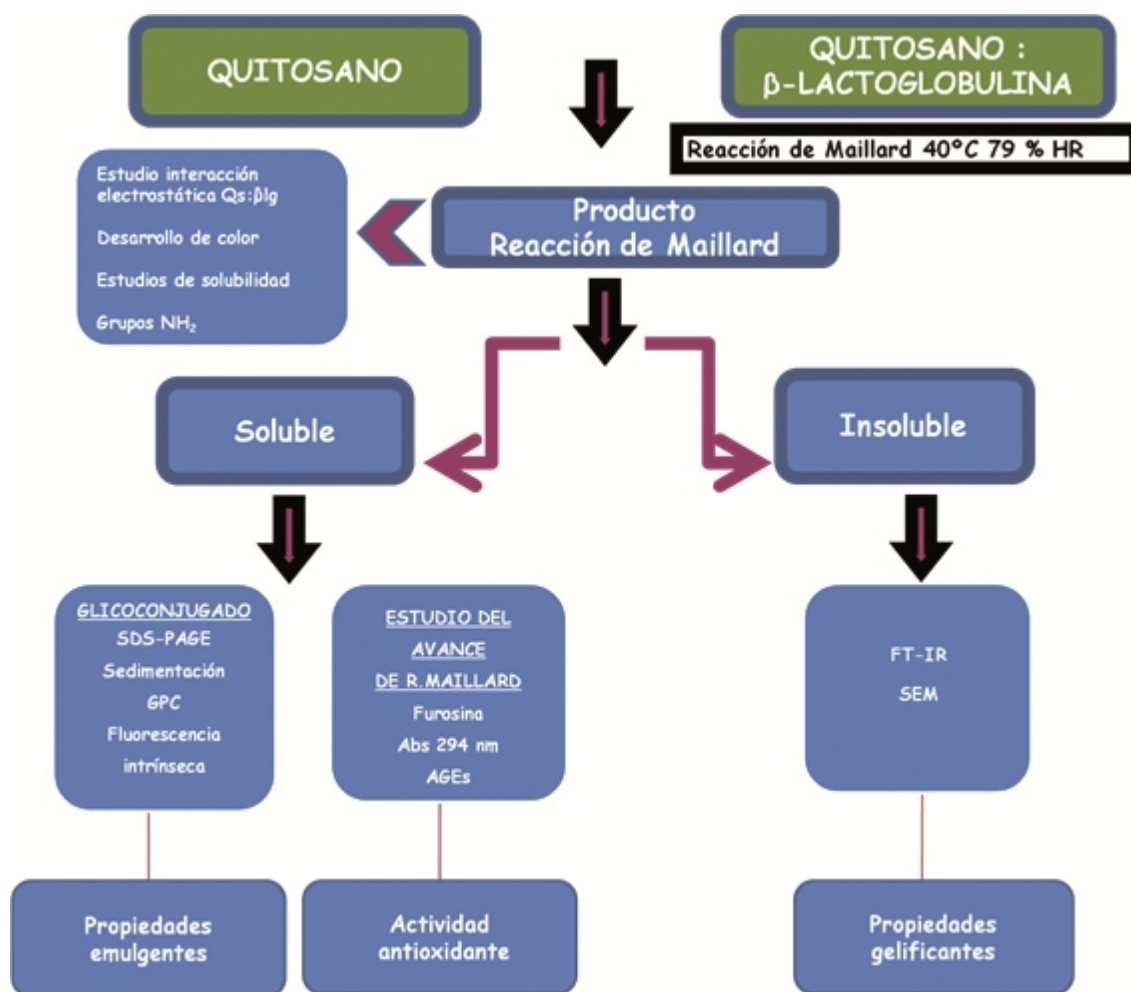 QUITOSANO
QUITOSANO :
β-LACTOGLOBULINA
Reacción de Maillard 40ºC 79 % HR
Estudio interacción
electrostática Qs:βlg
Desarrollo de color
Estudios de solubilidad
Grupos NH₂
Producto
Reacción de Maillard
Soluble
Insoluble
GLICOCONJUGADO
SDS-PAGE
Sedimentación
GPC
Fluorescencia
intrínseca
ESTUDIO DEL
AVANCE
DE R.MAILLARD
Furosina
Abs 294 nm
AGEs
FT-IR
SEM
Propiedades
emulgentes
Actividad
antioxidante
Propiedades
gelificantes